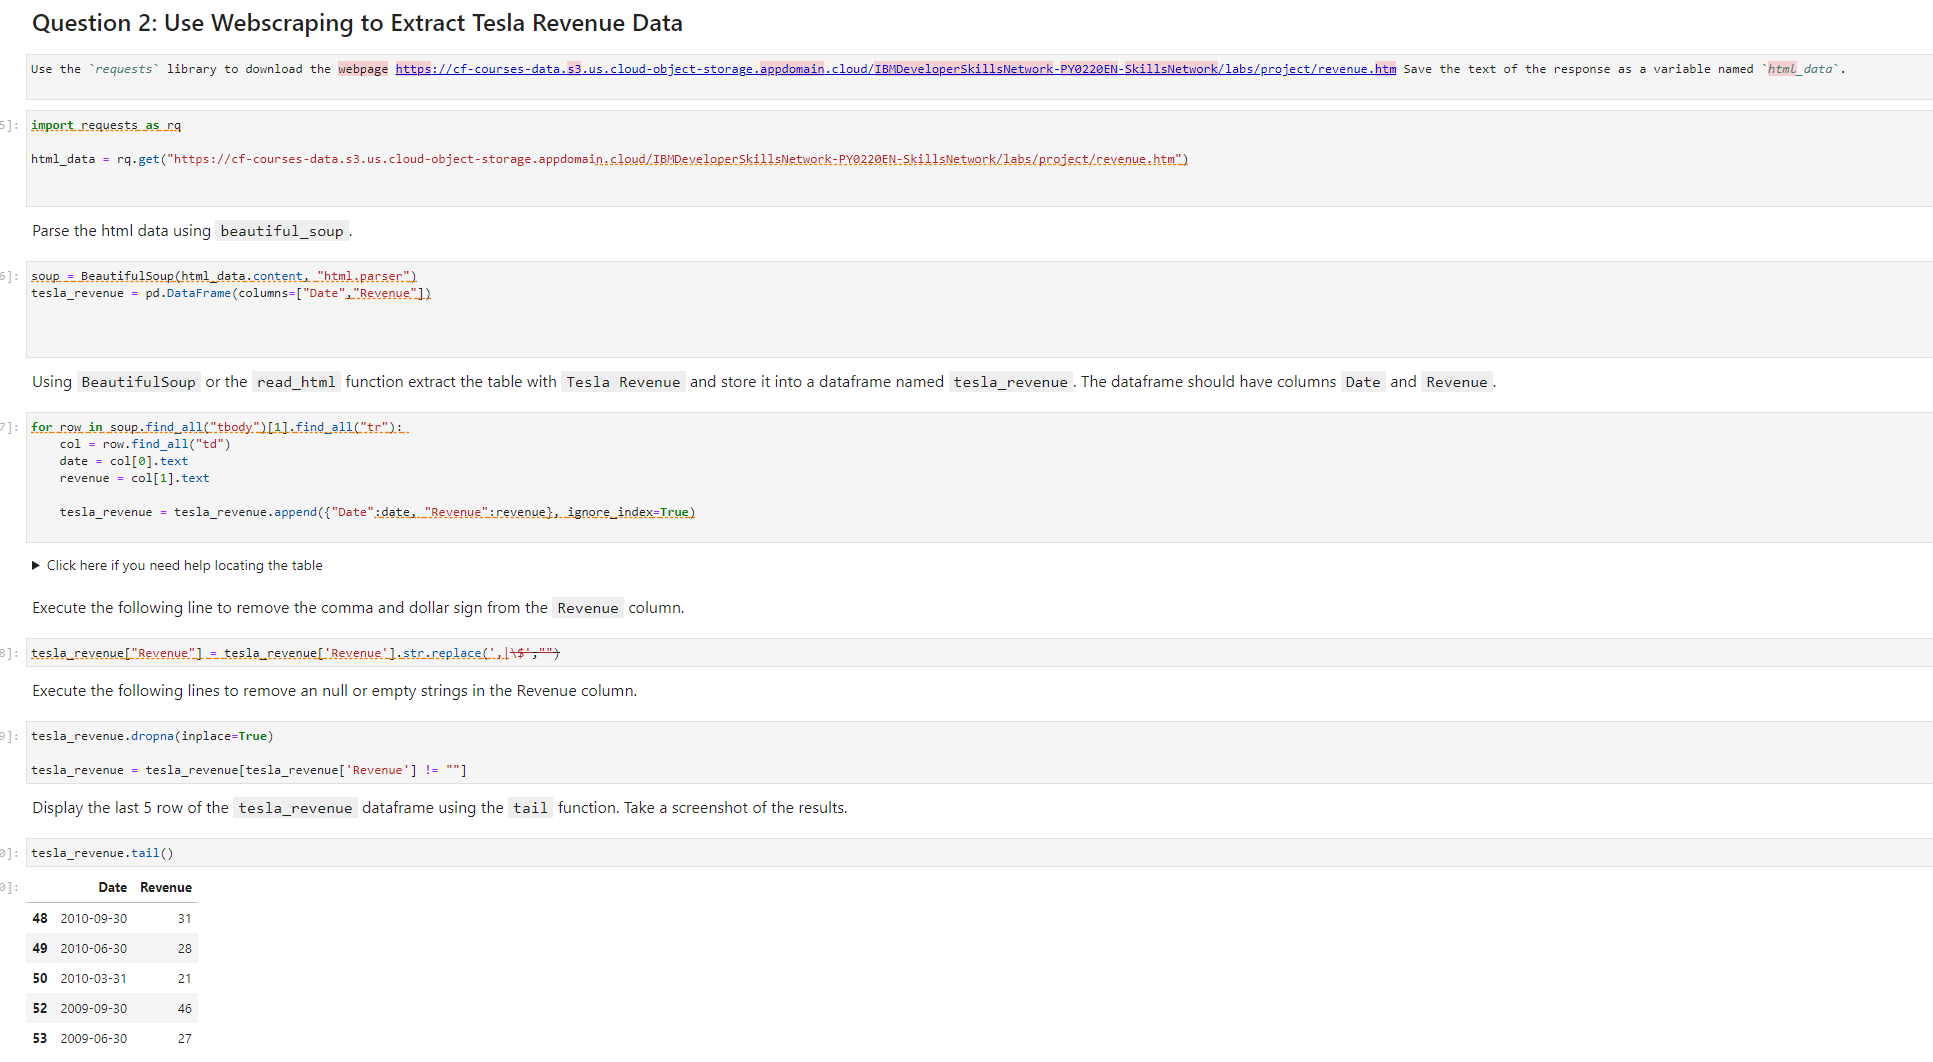 Question 2: Use Webscraping to Extract Tesla Revenue Data
Use the `requests` library to download the webpage https://cf-courses-data.s3.us.cloud-object-storage.appdomain.cloud/IBMDeveloperSkillsNetwork-PY0220EN-SkillsNetwork/labs/project/revenue.htm Save the text of the response as a variable named `html_data`.
5]:
import requests as rq
html_data = rq.get("https://cf-courses-data.s3.us.cloud-object-storage.appdomain.cloud/IBMDeveloperSkillsNetwork-PY0220EN-SkillsNetwork/labs/project/revenue.htm")
Parse the html data using beautiful_soup.
6]:
soup = BeautifulSoup(html_data.content, "html.parser")
tesla_revenue = pd.DataFrame(columns=["Date","Revenue"])
Using BeautifulSoup or the read_html function extract the table with Tesla Revenue and store it into a dataframe named tesla_revenue. The dataframe should have columns Date and Revenue.
7]:
for row in soup.find_all("tbody")[1].find_all("tr"):
    col = row.find_all("td")
    date = col[0].text
    revenue = col[1].text
    tesla_revenue = tesla_revenue.append({"Date":date, "Revenue":revenue}, ignore_index=True)
▶ Click here if you need help locating the table
Execute the following line to remove the comma and dollar sign from the Revenue column.
8]:
tesla_revenue["Revenue"] = tesla_revenue['Revenue'].str.replace(',|\$',"")
Execute the following lines to remove an null or empty strings in the Revenue column.
9]:
tesla_revenue.dropna(inplace=True)
tesla_revenue = tesla_revenue[tesla_revenue['Revenue'] != ""]
Display the last 5 row of the tesla_revenue dataframe using the tail function. Take a screenshot of the results.
0]:
tesla_revenue.tail()
0]:
Date Revenue
48 2010-09-30 31
49 2010-06-30 28
50 2010-03-31 21
52 2009-09-30 46
53 2009-06-30 27